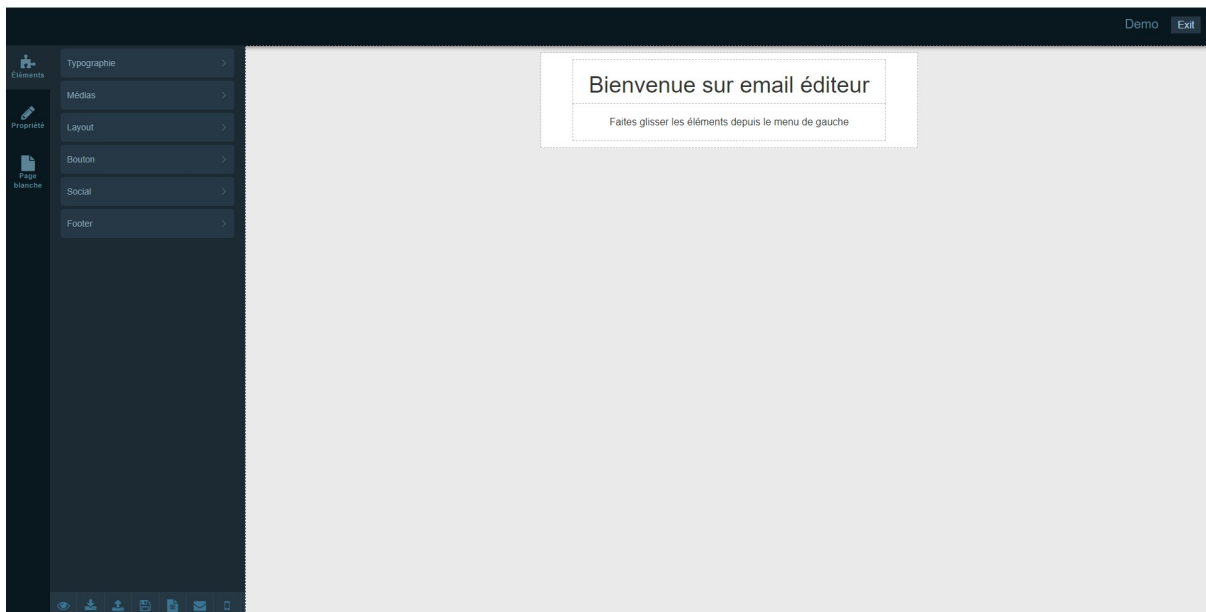 Demo Exit
Éléments
Propriété
Page
blanche
Typographie
Médias
Layout
Bouton
Social
Footer
Bienvenue sur email éditeur
Faites glisser les éléments depuis le menu de gauche